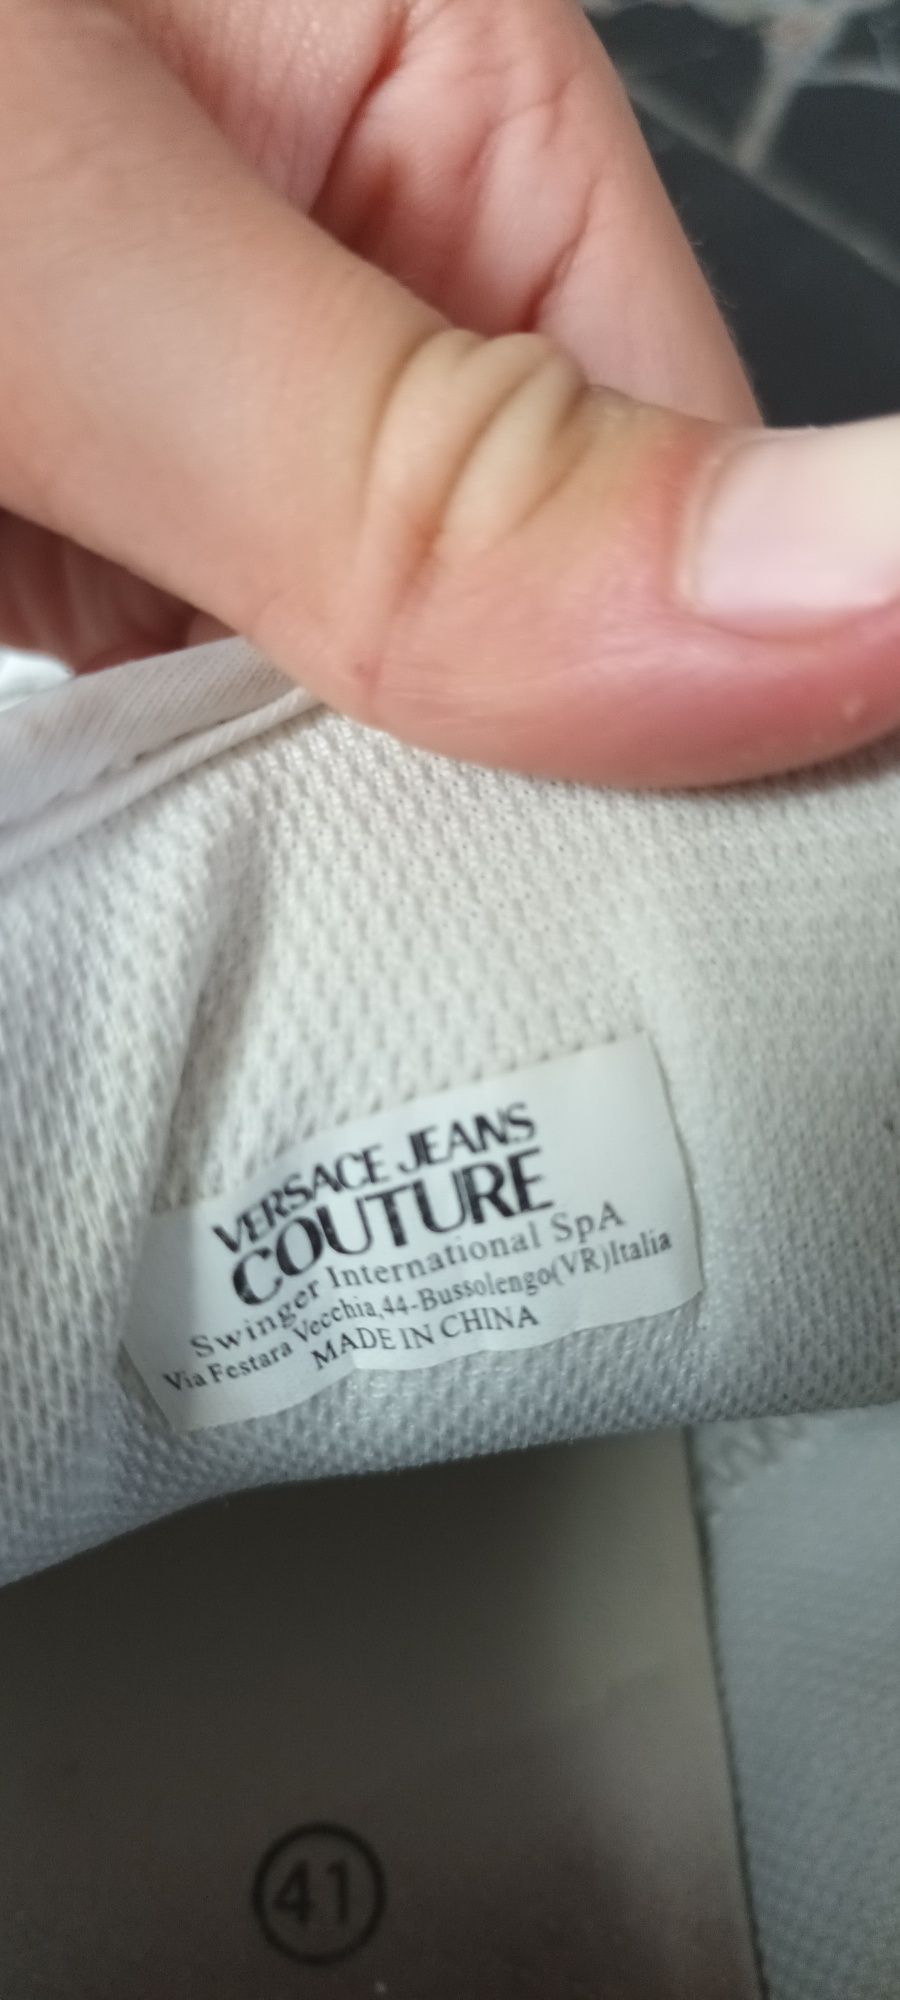 VERSACE JEANS
COUTURE
Swinger International SpA
Via Festara Vecchia,44-Bussolengo(VR)Italia
MADE IN CHINA
41